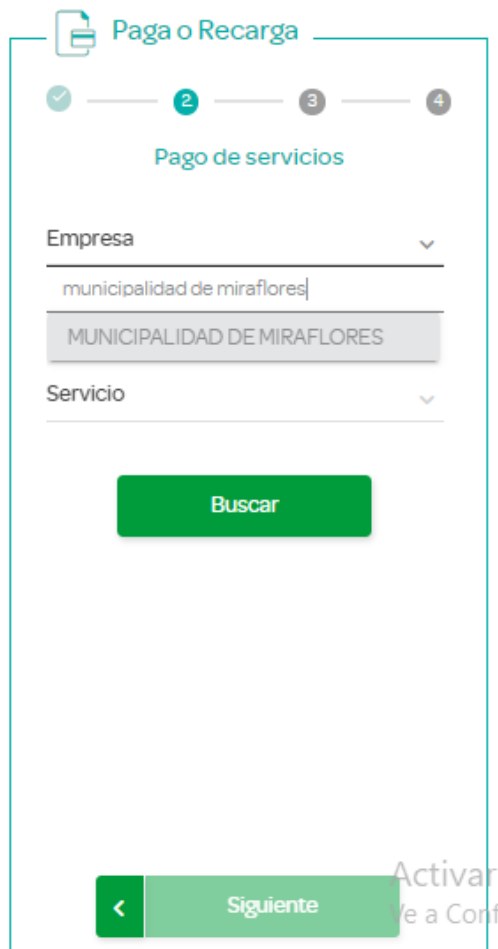 Paga o Recarga
2 3 4
Pago de servicios
Empresa
municipalidad de miraflores
MUNICIPALIDAD DE MIRAFLORES
Servicio
Buscar
Activar
Siguiente
Ve a Conf